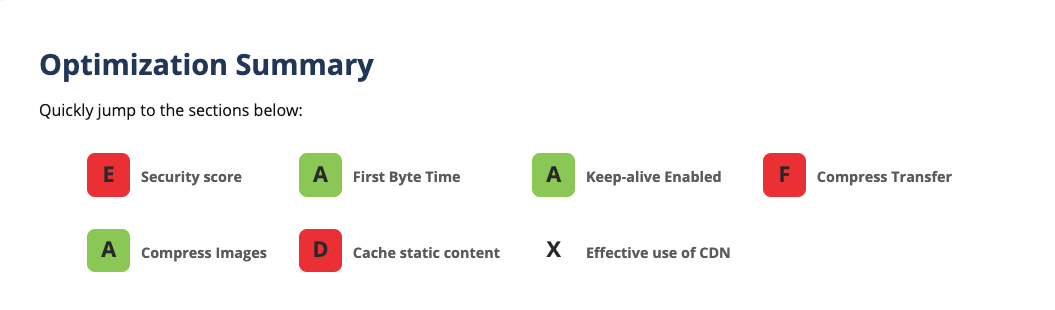 Optimization Summary
Quickly jump to the sections below:
E Security score A First Byte Time A Keep-alive Enabled F Compress Transfer
A Compress Images D Cache static content X Effective use of CDN